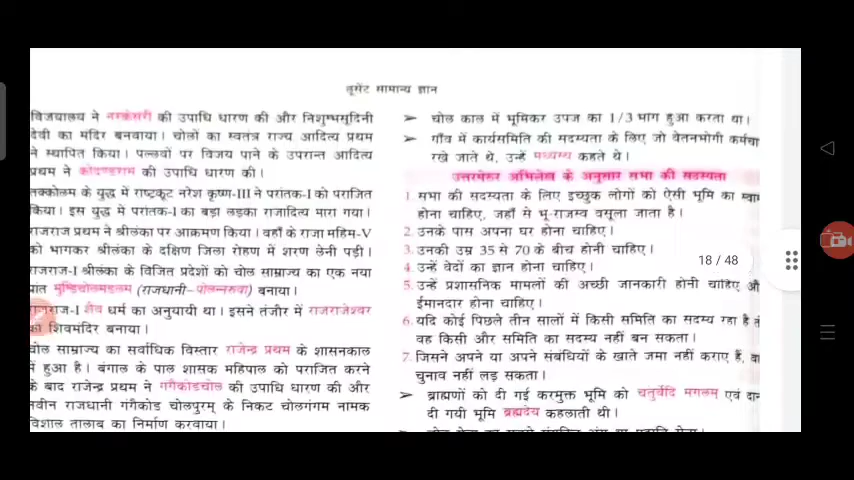 लूसेंट सामान्य ज्ञान
विजयालय ने नरकेसरी की उपाधि धारण की और निशुम्भसूदिनी
देवी का मंदिर बनवाया। चोलों का स्वतंत्र राज्य आदित्य प्रथम
ने स्थापित किया। पल्लवों पर विजय पाने के उपरान्त आदित्य
प्रथम ने कोदण्डराम की उपाधि धारण की।
तक्कोलम के युद्ध में राष्ट्रकूट नरेश कृष्ण-III ने परांतक-I को पराजित
किया। इस युद्ध में परांतक-I का बड़ा लड़का राजादित्य मारा गया।
राजराज प्रथम ने श्रीलंका पर आक्रमण किया। वहाँ के राजा महिम-V
को भागकर श्रीलंका के दक्षिण जिला रोहण में शरण लेनी पड़ी।
राजराज-I श्रीलंका के विजित प्रदेशों को चोल साम्राज्य का एक नया
प्रांत मुम्ड़िचोलमंडलम (राजधानी–पोलन्नरुवा) बनाया।
राजराज-I शैव धर्म का अनुयायी था। इसने तंजौर में राजराजेश्वर
का शिवमंदिर बनाया।
चोल साम्राज्य का सर्वाधिक विस्तार राजेन्द्र प्रथम के शासनकाल
में हुआ है। बंगाल के पाल शासक महिपाल को पराजित करने
के बाद राजेन्द्र प्रथम ने गंगैकोडचोल की उपाधि धारण की और
नवीन राजधानी गंगैकोड चोलपुरम् के निकट चोलगंगम नामक
विशाल तालाब का निर्माण करवाया।
➤ चोल काल में भूमिकर उपज का 1/3 भाग हुआ करता था।
➤ गाँव में कार्यसमिति की सदस्यता के लिए जो वेतनभोगी कर्मचा
रखे जाते थे, उन्हें मध्यस्थ कहते थे।
उत्तरमेरूर अभिलेख के अनुसार सभा की सदस्यता
1. सभा की सदस्यता के लिए इच्छुक लोगों को ऐसी भूमि का स्वा
होना चाहिए, जहाँ से भू-राजस्व वसूला जाता है।
2. उनके पास अपना घर होना चाहिए।
3. उनकी उम्र 35 से 70 के बीच होनी चाहिए।
4. उन्हें वेदों का ज्ञान होना चाहिए।
5. उन्हें प्रशासनिक मामलों की अच्छी जानकारी होनी चाहिए औ
ईमानदार होना चाहिए।
6. यदि कोई पिछले तीन सालों में किसी समिति का सदस्य रहा है त
वह किसी और समिति का सदस्य नहीं बन सकता।
7. जिसने अपने या अपने संबंधियों के खाते जमा नहीं कराए हैं, वा
चुनाव नहीं लड़ सकता।
➤ ब्राह्मणों को दी गई करमुक्त भूमि को चतुर्वेदि मंगलम् एवं दान
दी गयी भूमि ब्रह्मदेय कहलाती थी।
18 / 48